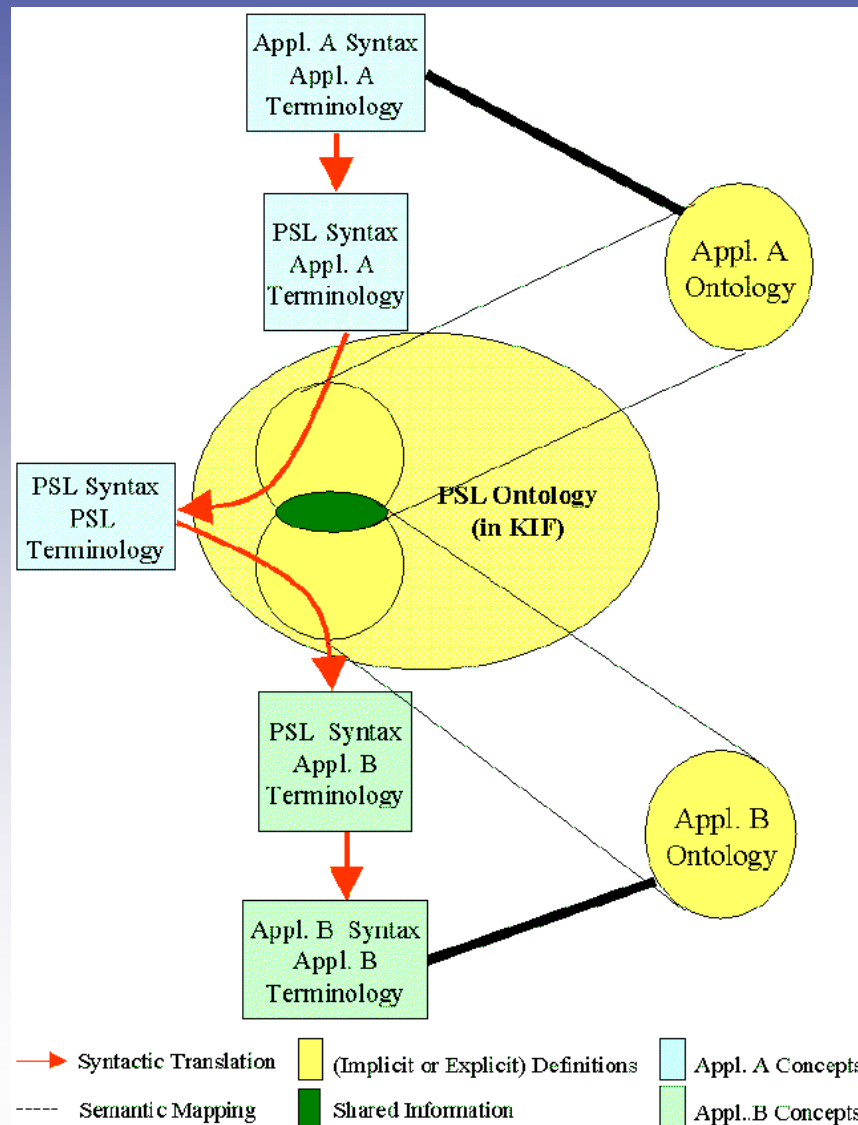 Appl. A Syntax
Appl. A
Terminology
PSL Syntax
Appl. A
Terminology
Appl. A
Ontology
PSL Syntax
PSL
Terminology
PSL Ontology
(in KIF)
PSL Syntax
Appl. B
Terminology
Appl. B
Ontology
Appl. B Syntax
Appl. B
Terminology
Syntactic Translation
(Implicit or Explicit) Definitions
Appl. A Concepts
Semantic Mapping
Shared Information
Appl..B Concepts